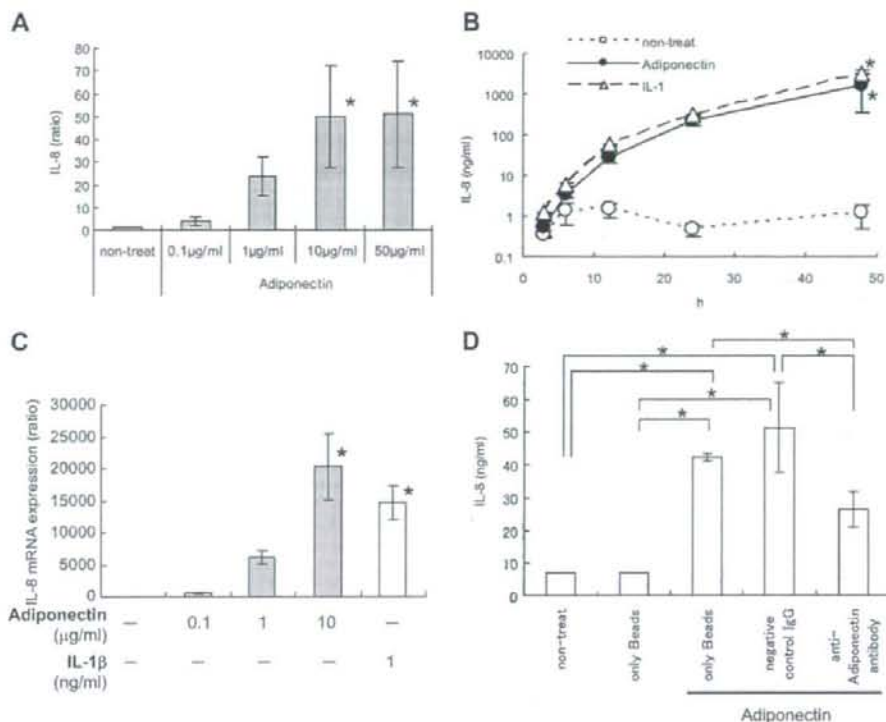 A
IL-8 (ratio)
80
70
60
50
40
30
20
10
0
*
*
non-treat
0.1µg/ml
1µg/ml
10µg/ml
50µg/ml
Adiponectin
B
non-treat
Adiponectin
IL-1
IL-8 (ng/ml)
10000
1000
100
10
1
0.1
*
*
0
10
20
30
40
50
h
C
IL-8 mRNA expression (ratio)
30000
25000
20000
15000
10000
5000
0
*
*
Adiponectin — 0.1 1 10 —
(µg/ml)
IL-1β — — — — 1
(ng/ml)
D
IL-8 (ng/ml)
70
60
50
40
30
20
10
0
*
*
*
*
*
*
non-treat
only Beads
only Beads
negative
control IgG
anti-
Adiponectin
antibody
Adiponectin